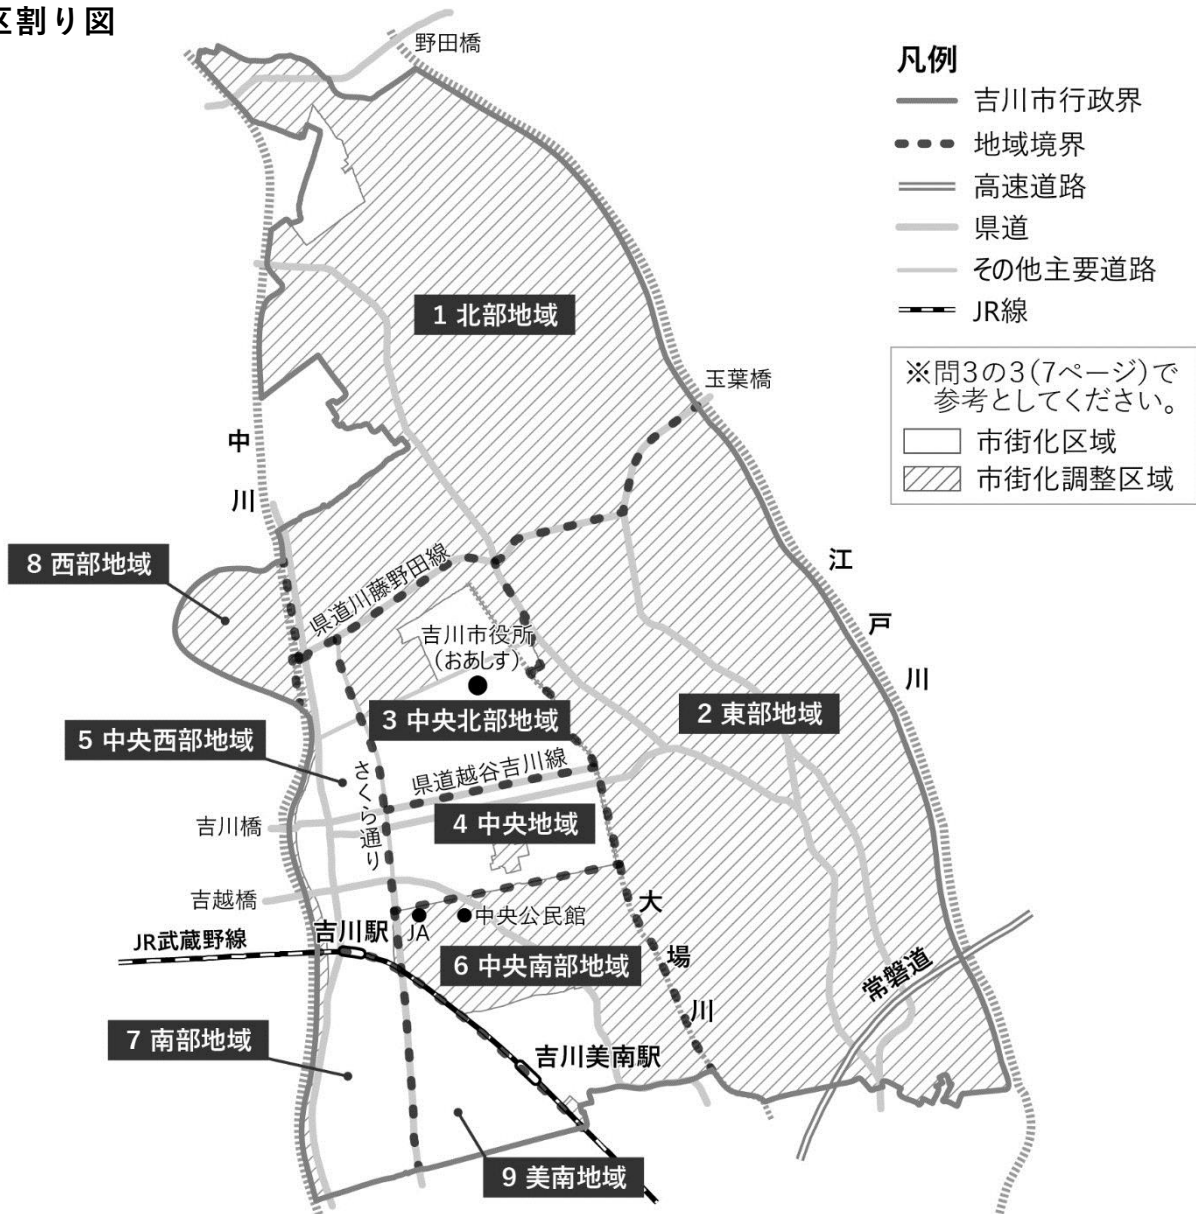 区割り図
野田橋
凡例
吉川市行政界
地域境界
高速道路
県道
その他主要道路
JR線
※問3の3(7ページ)で
参考としてください。
市街化区域
市街化調整区域
1 北部地域
玉葉橋
中川
8 西部地域
県道川藤野田線
江戸川
吉川市役所
(おあしす)
3 中央北部地域
2 東部地域
5 中央西部地域
さくら通り
県道越谷吉川線
吉川橋
4 中央地域
吉越橋
JR武蔵野線
吉川駅
JA
中央公民館
大場川
6 中央南部地域
常磐道
7 南部地域
吉川美南駅
9 美南地域